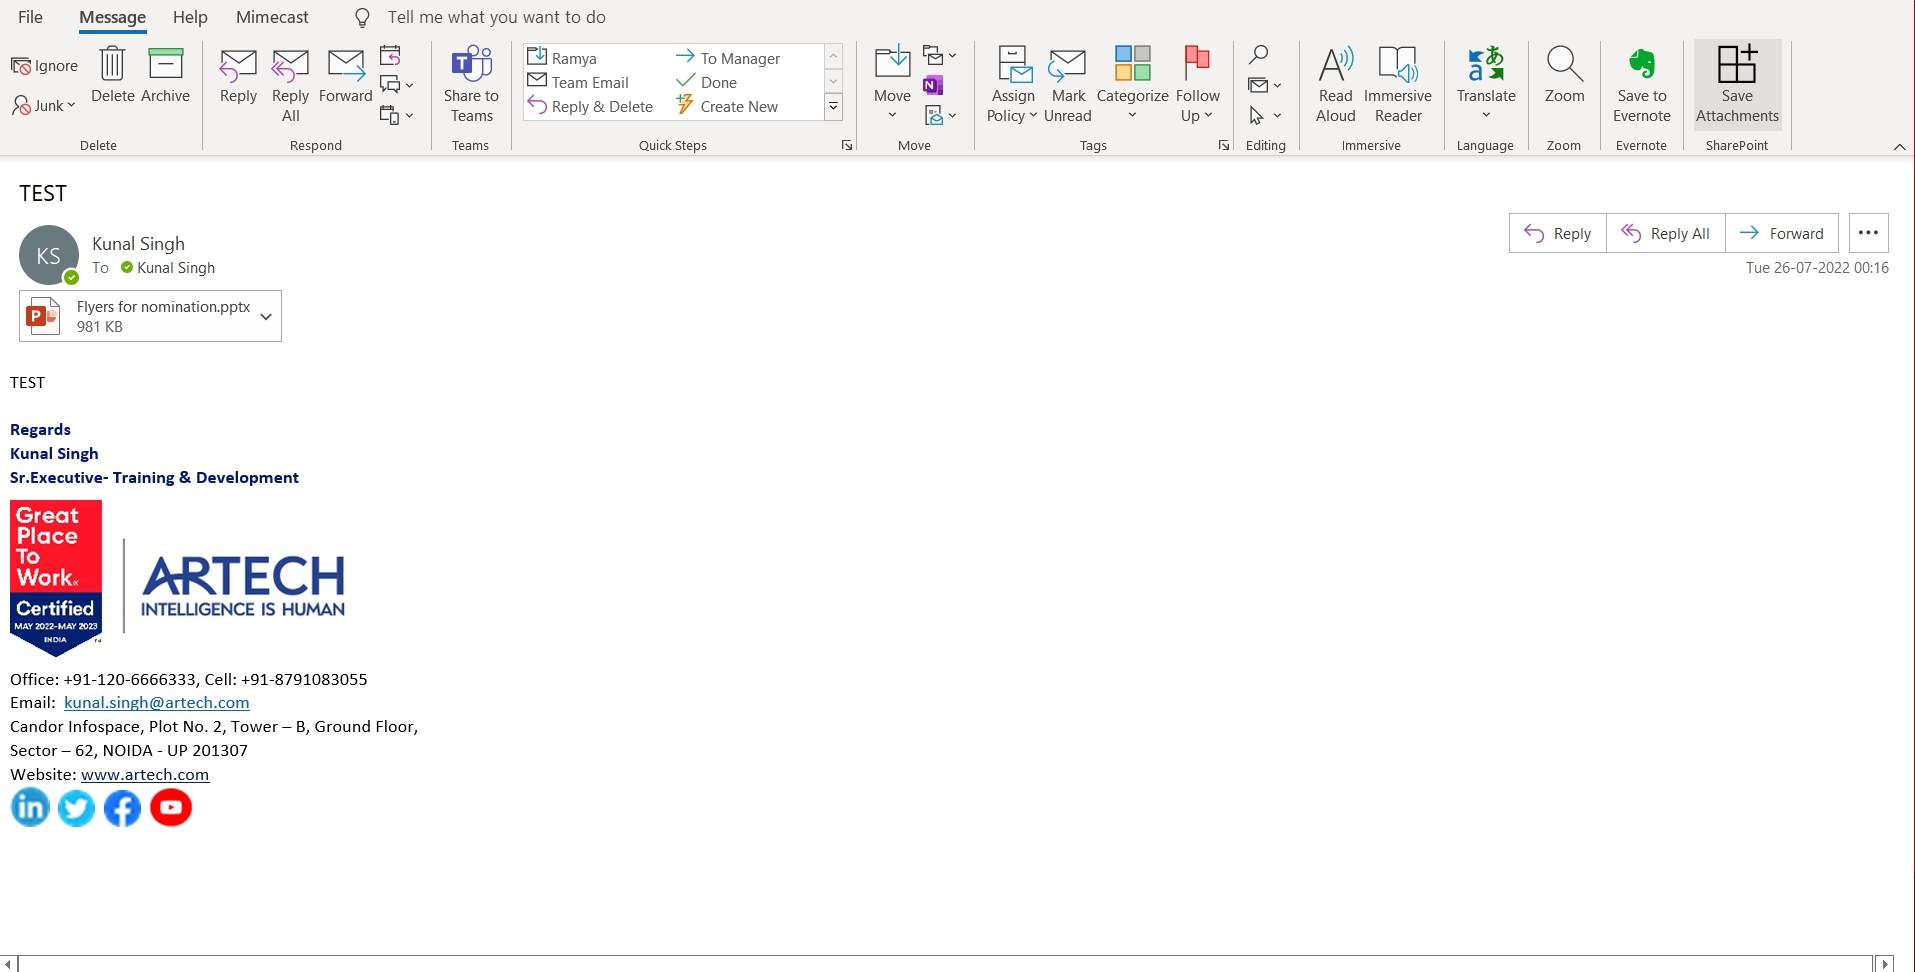 File Message Help Mimecast Tell me what you want to do
Ignore
Junk
Delete
Archive
Delete
Reply
Reply All
Forward
Respond
Share to Teams
Teams
Ramya
Team Email
Reply & Delete
To Manager
Done
Create New
Quick Steps
Move
Move
Assign Policy
Mark Unread
Categorize
Follow Up
Tags
Editing
Read Aloud
Immersive Reader
Immersive
Translate
Language
Zoom
Zoom
Save to Evernote
Evernote
Save Attachments
SharePoint
TEST
KS
Kunal Singh
To Kunal Singh
Reply Reply All Forward
Tue 26-07-2022 00:16
Flyers for nomination.pptx
981 KB
TEST
Regards
Kunal Singh
Sr.Executive- Training & Development
Great
Place
To
Work
Certified
MAY 2022-MAY 2023
INDIA
ARTECH
INTELLIGENCE IS HUMAN
Office: +91-120-6666333, Cell: +91-8791083055
Email: kunal.singh@artech.com
Candor Infospace, Plot No. 2, Tower – B, Ground Floor,
Sector – 62, NOIDA - UP 201307
Website: www.artech.com
in